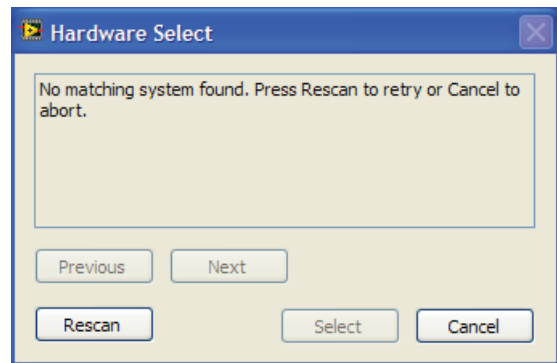 Hardware Select
No matching system found. Press Rescan to retry or Cancel to
abort.
Previous
Next
Rescan
Select
Cancel